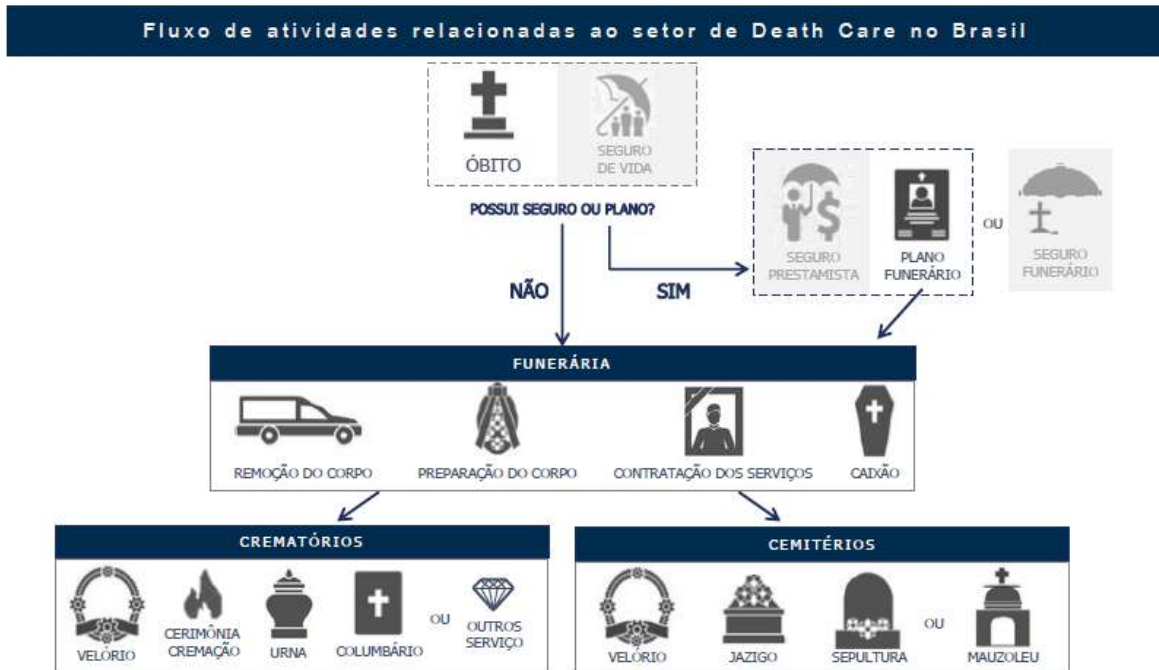 Fluxo de atividades relacionadas ao setor de Death Care no Brasil
ÓBITO
SEGURO
DE VIDA
POSSUI SEGURO OU PLANO?
SEGURO
PRESTAMISTA
PLANO
FUNERÁRIO
OU
SEGURO
FUNERÁRIO
NÃO
SIM
FUNERÁRIA
REMOÇÃO DO CORPO
PREPARAÇÃO DO CORPO
CONTRATAÇÃO DOS SERVIÇOS
CAIXÃO
CREMATÓRIOS
VELÓRIO
CERIMÔNIA
CREMAÇÃO
URNA
COLUMBÁRIO
OU
OUTROS
SERVIÇO
CEMITÉRIOS
VELÓRIO
JAZIGO
SEPULTURA
OU
MAUZOLEU